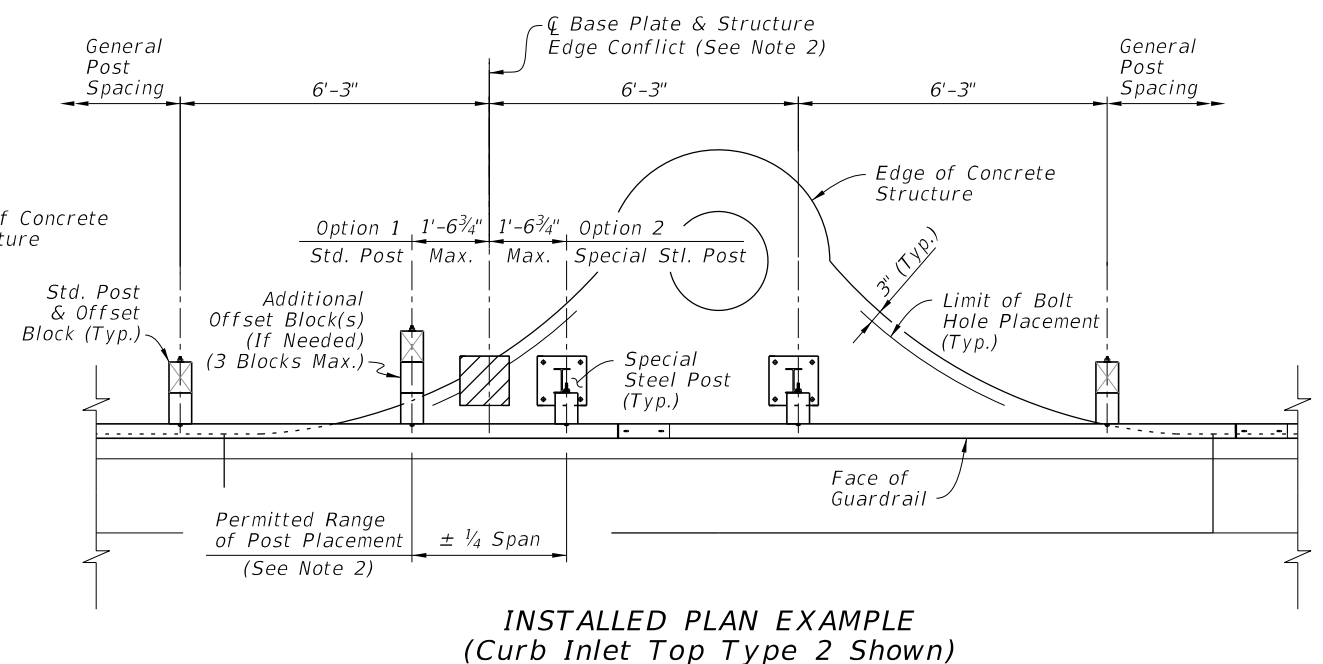 ℄ Base Plate & Structure
Edge Conflict (See Note 2)
General
Post
Spacing
6'-3"
6'-3"
6'-3"
General
Post
Spacing
Edge of Concrete
Structure
f Concrete
ture
Option 1
1'-6¾"
1'-6¾"
Option 2
Std. Post
Max.
Max.
Special Stl. Post
3" (Typ.)
Std. Post
& Offset
Block (Typ.)
Additional
Offset Block(s)
(If Needed)
(3 Blocks Max.)
Limit of Bolt
Hole Placement
(Typ.)
Special
Steel Post
(Typ.)
Face of
Guardrail
Permitted Range
of Post Placement
(See Note 2)
± ¼ Span
INSTALLED PLAN EXAMPLE
(Curb Inlet Top Type 2 Shown)